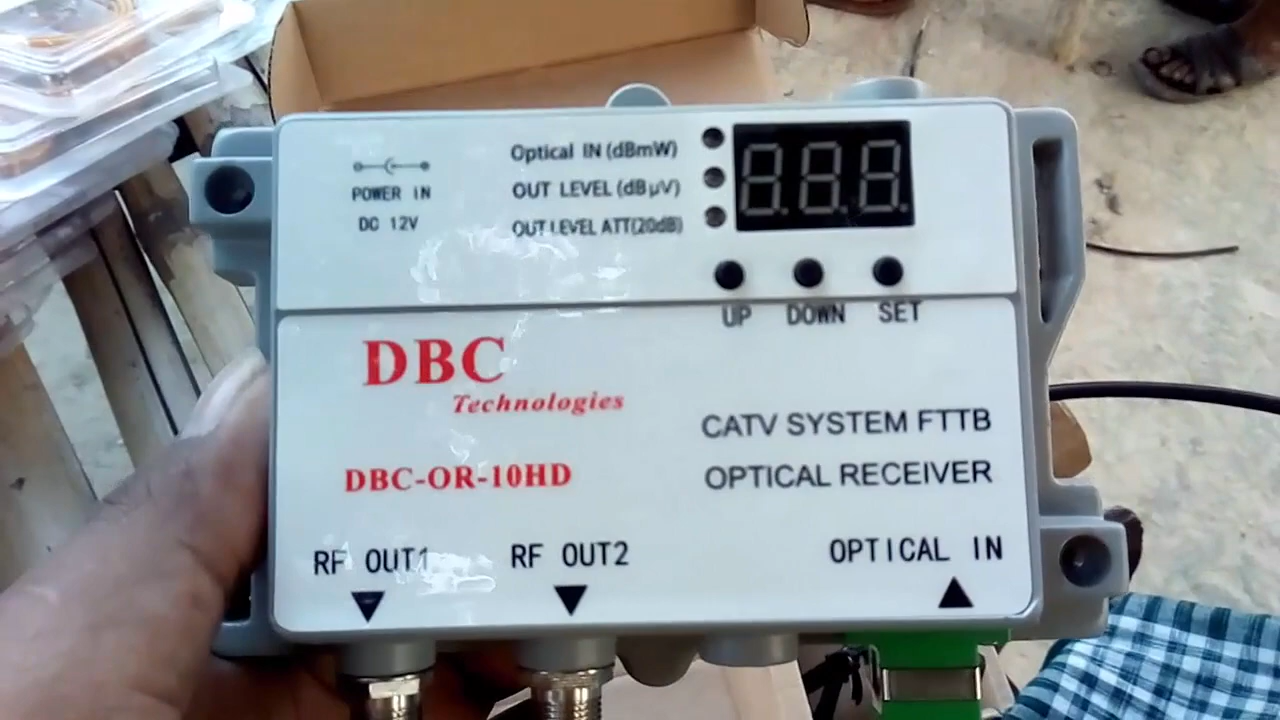 POWER IN
DC 12V
Optical IN (dBmW)
OUT LEVEL (dBμV)
OUT LEVEL ATT(20dB)
UP DOWN SET
DBC
Technologies
DBC-OR-10HD
CATV SYSTEM FTTB
OPTICAL RECEIVER
RF OUT1 RF OUT2 OPTICAL IN